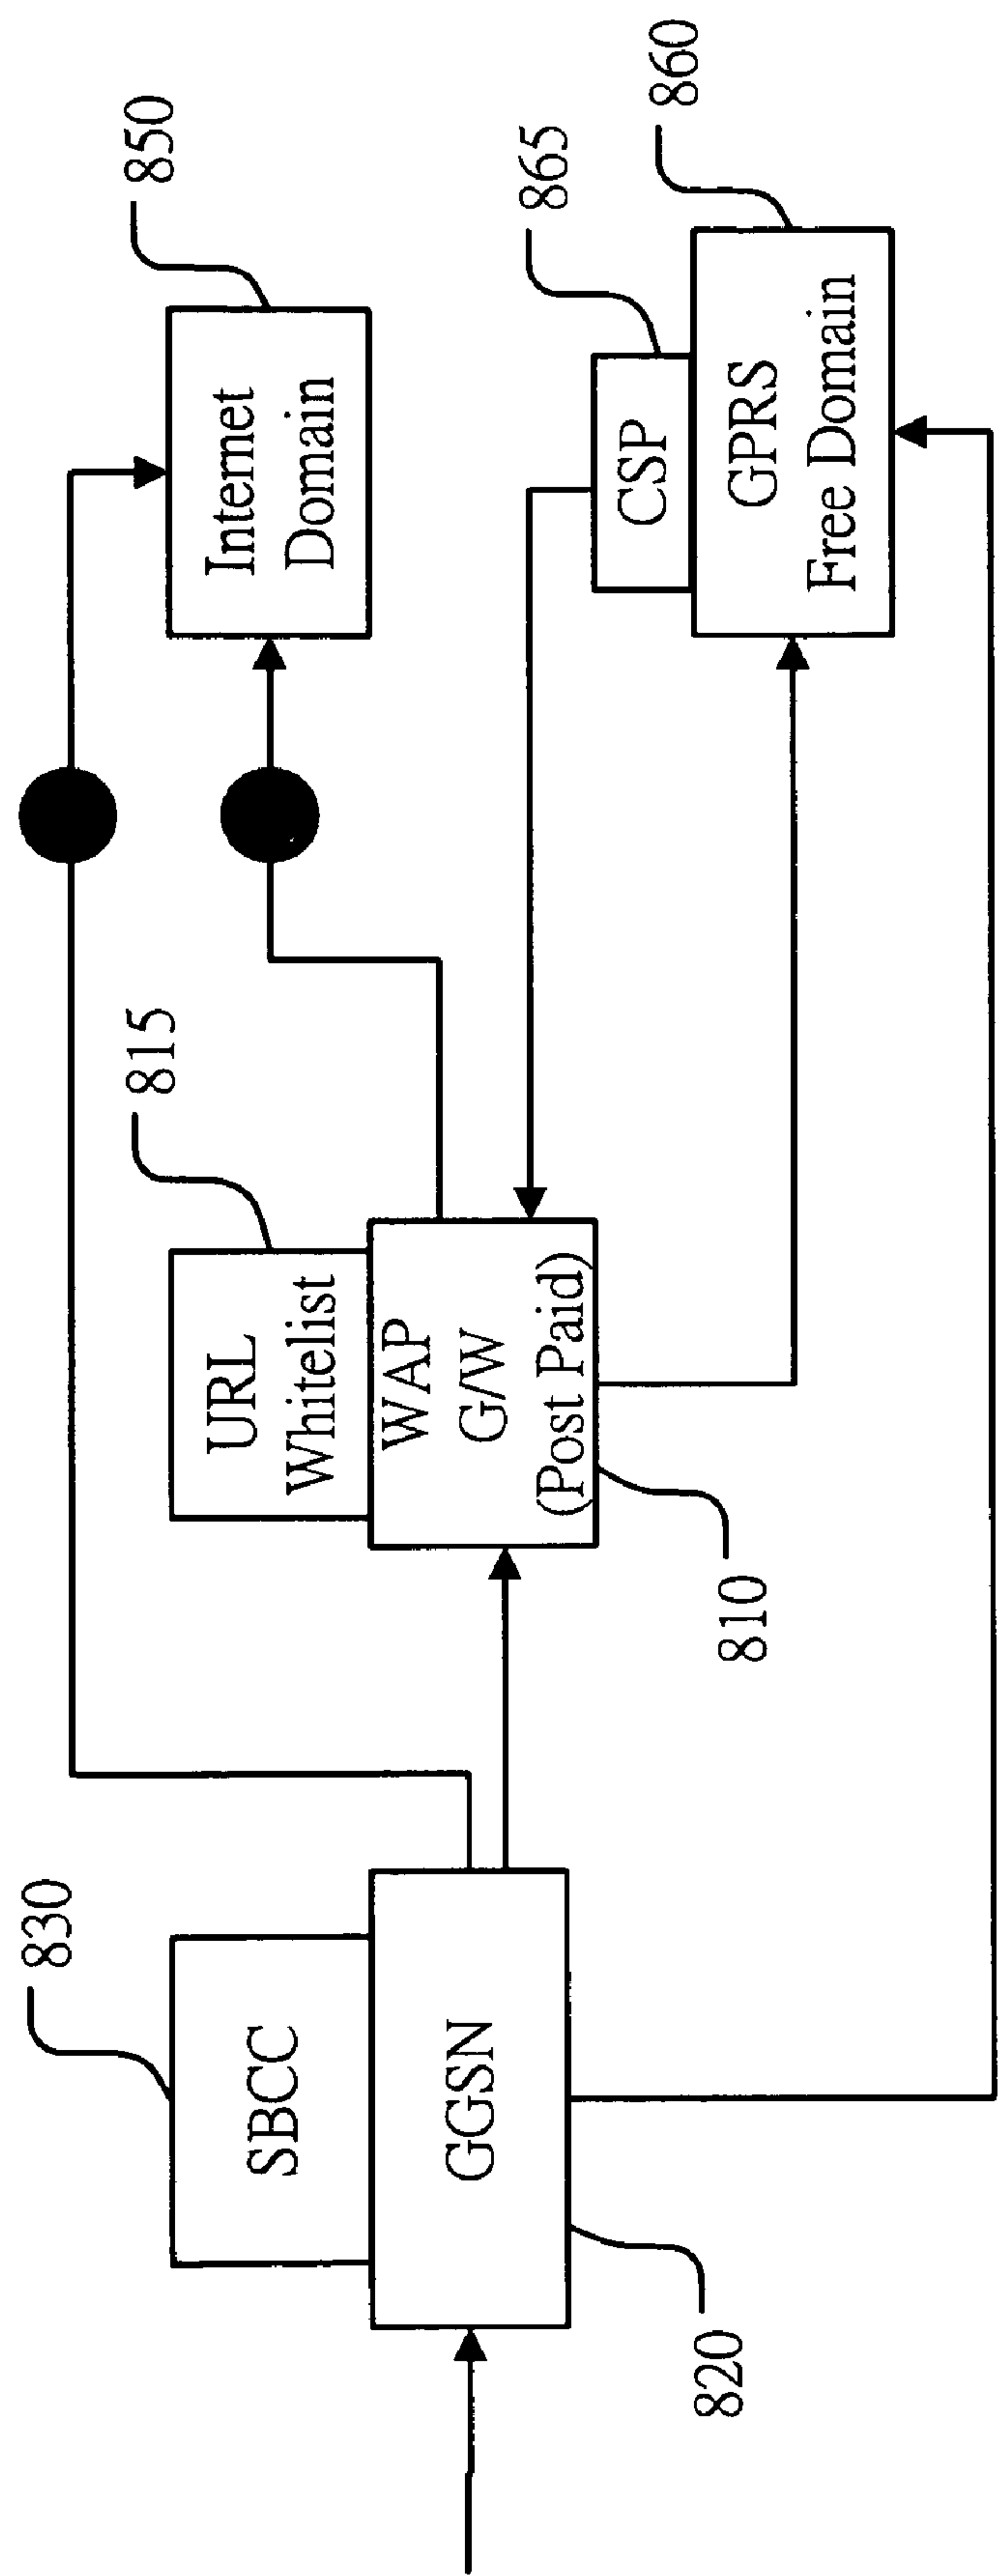 830
SBCC
GGSN
820
815
URL
Whitelist
WAP
G/W
(Post Paid)
810
850
Internet
Domain
865
CSP
860
GPRS
Free Domain